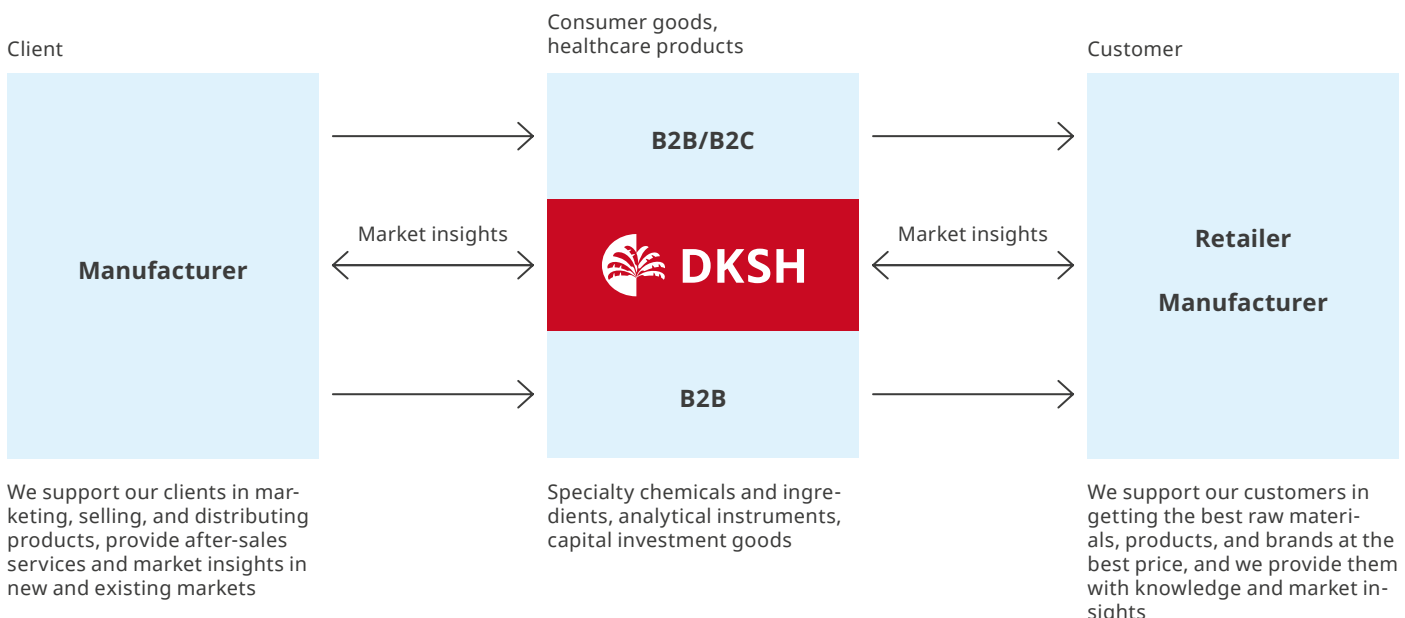 Client
Manufacturer
We support our clients in mar-
keting, selling, and distributing
products, provide after-sales
services and market insights in
new and existing markets
Market insights
Consumer goods,
healthcare products
B2B/B2C
DKSH
B2B
Specialty chemicals and ingre-
dients, analytical instruments,
capital investment goods
Market insights
Customer
Retailer
Manufacturer
We support our customers in
getting the best raw materi-
als, products, and brands at the
best price, and we provide them
with knowledge and market in-
sights